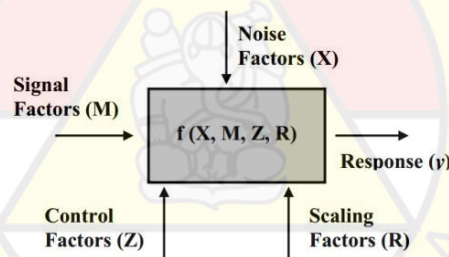 Noise
Factors (X)
Signal
Factors (M)
f (X, M, Z, R)
Response (y)
Control
Factors (Z)
Scaling
Factors (R)